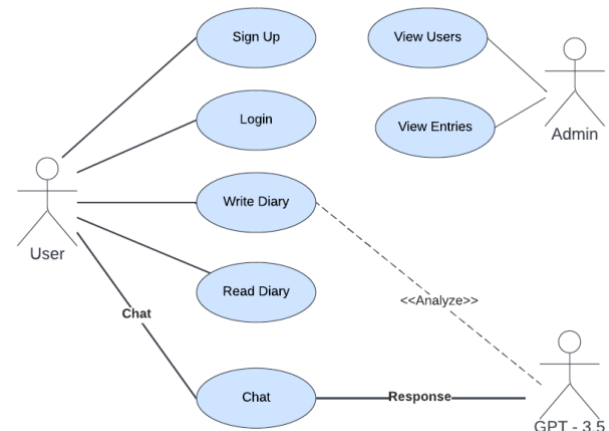 Sign Up
View Users
Login
View Entries
Admin
Write Diary
User
Read Diary
<<Analyze>>
Chat
Chat
Response
GPT - 3.5